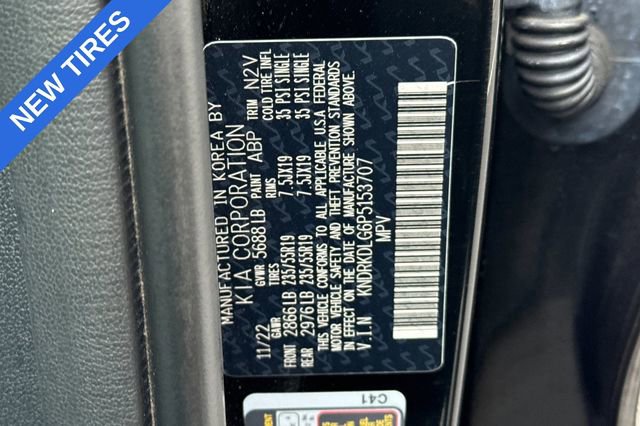 NEW TIRES
MANUFACTURED IN KOREA BY
KIA CORPORATION
11/22 GVWR 5688 LB PAINT ABP TRIM N2V
GAWR TIRES RIMS COLD TIRE INFL
FRONT 2866 LB 235/55R19 7.5JX19 35 PSI SINGLE
REAR 2976 LB 235/55R19 7.5JX19 35 PSI SINGLE
THIS VEHICLE CONFORMS TO ALL APPLICABLE U.S.A FEDERAL
MOTOR VEHICLE SAFETY AND THEFT PREVENTION STANDARDS
IN EFFECT ON THE DATE OF MANUFACTURE SHOWN ABOVE.
V.I.N KNDRKDLG6P5153707
MPV
C41